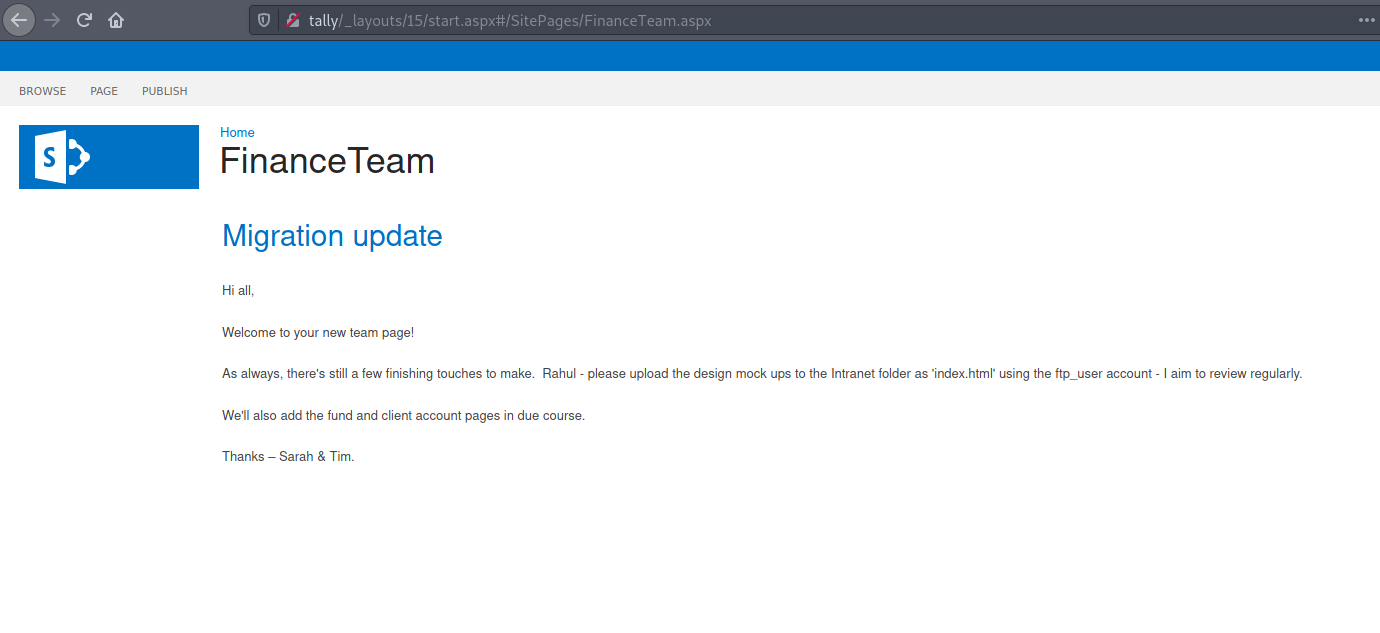 tally/_layouts/15/start.aspx#/SitePages/FinanceTeam.aspx
BROWSE PAGE PUBLISH
S
Home
FinanceTeam
Migration update
Hi all,
Welcome to your new team page!
As always, there's still a few finishing touches to make.  Rahul - please upload the design mock ups to the Intranet folder as 'index.html' using the ftp_user account - I aim to review regularly.
We'll also add the fund and client account pages in due course.
Thanks – Sarah & Tim.